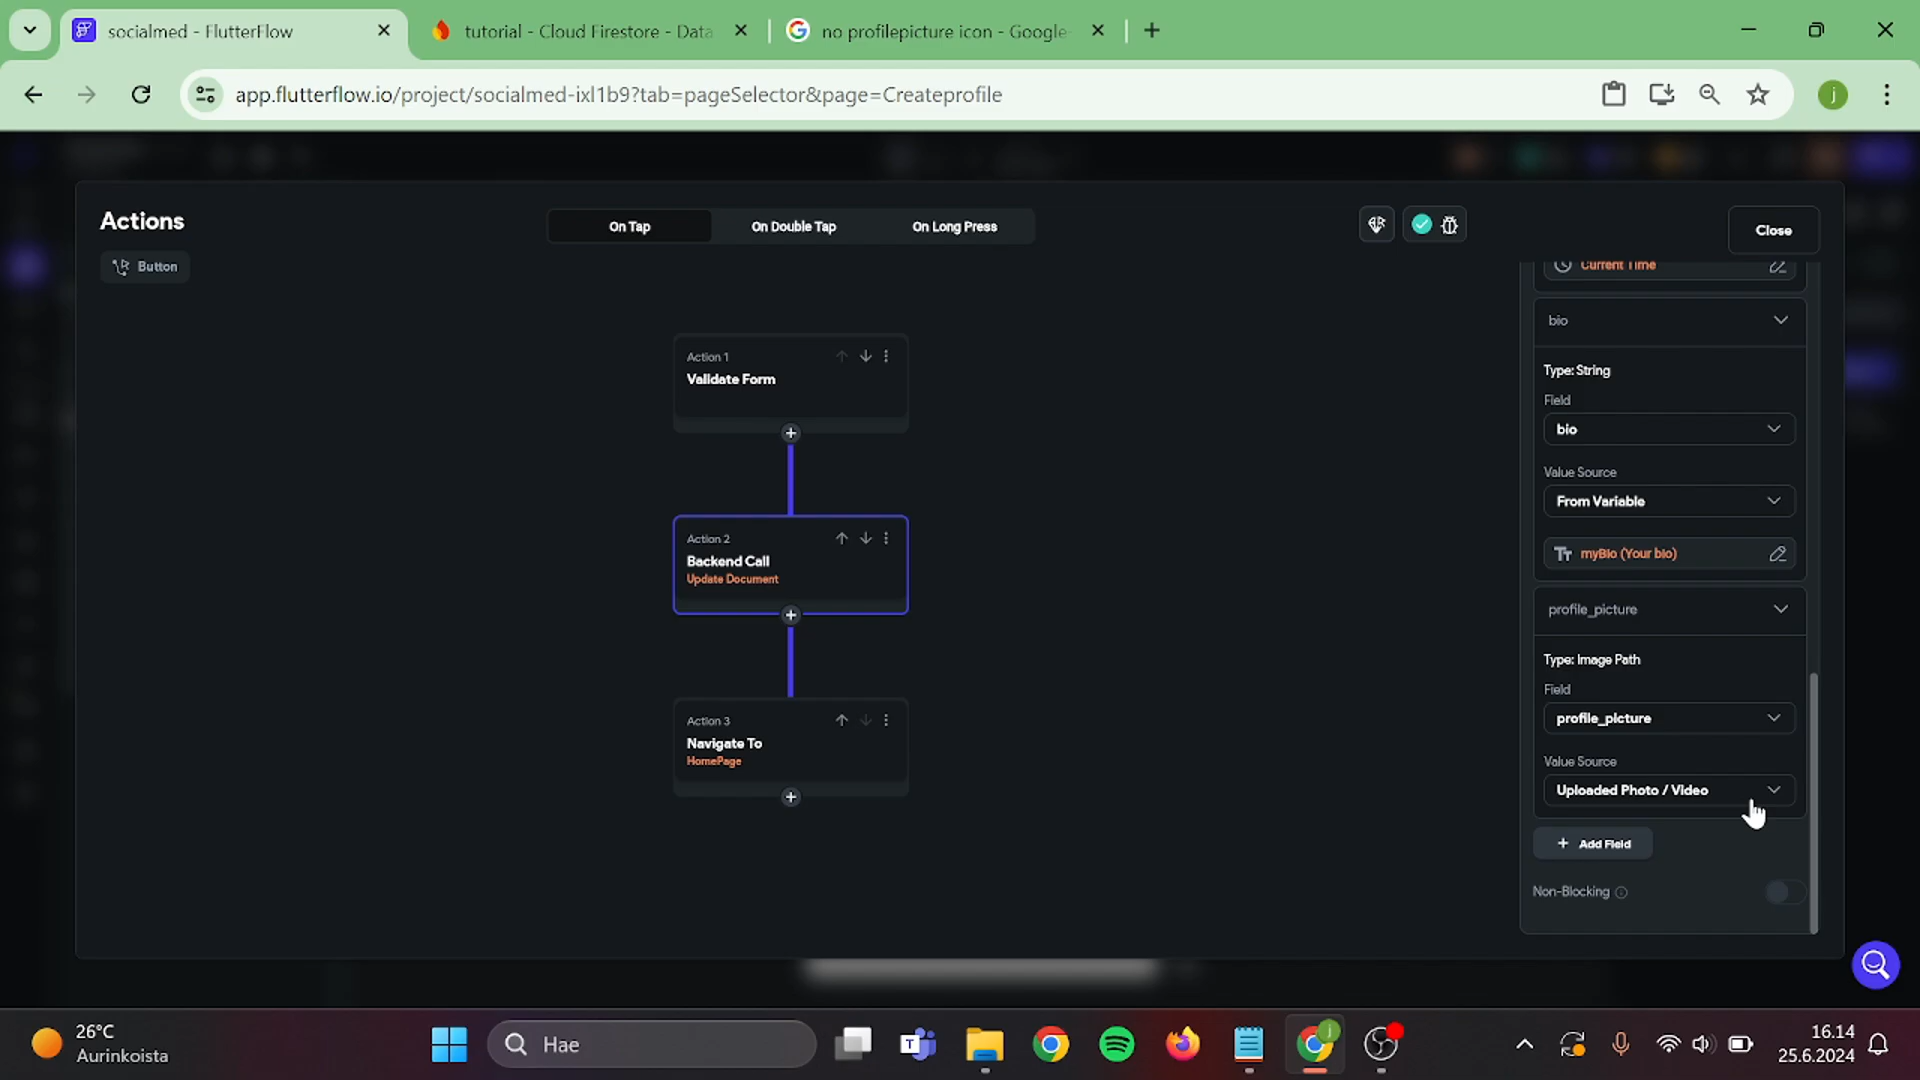 socialmed - FlutterFlow
tutorial - Cloud Firestore - Data
no profilepicture icon - Google
app.flutterflow.io/project/socialmed-ixl1b9?tab=pageSelector&page=Createprofile
j
Actions
On Tap
On Double Tap
On Long Press
Close
Button
Current Time
bio
Type: String
Field
bio
Value Source
From Variable
Tт myBio (Your bio)
profile_picture
Type: Image Path
Field
profile_picture
Value Source
Uploaded Photo / Video
+ Add Field
Non-Blocking
Action 1
Validate Form
Action 2
Backend Call
Update Document
Action 3
Navigate To
HomePage
26°C
Aurinkoista
Hae
16.14
25.6.2024